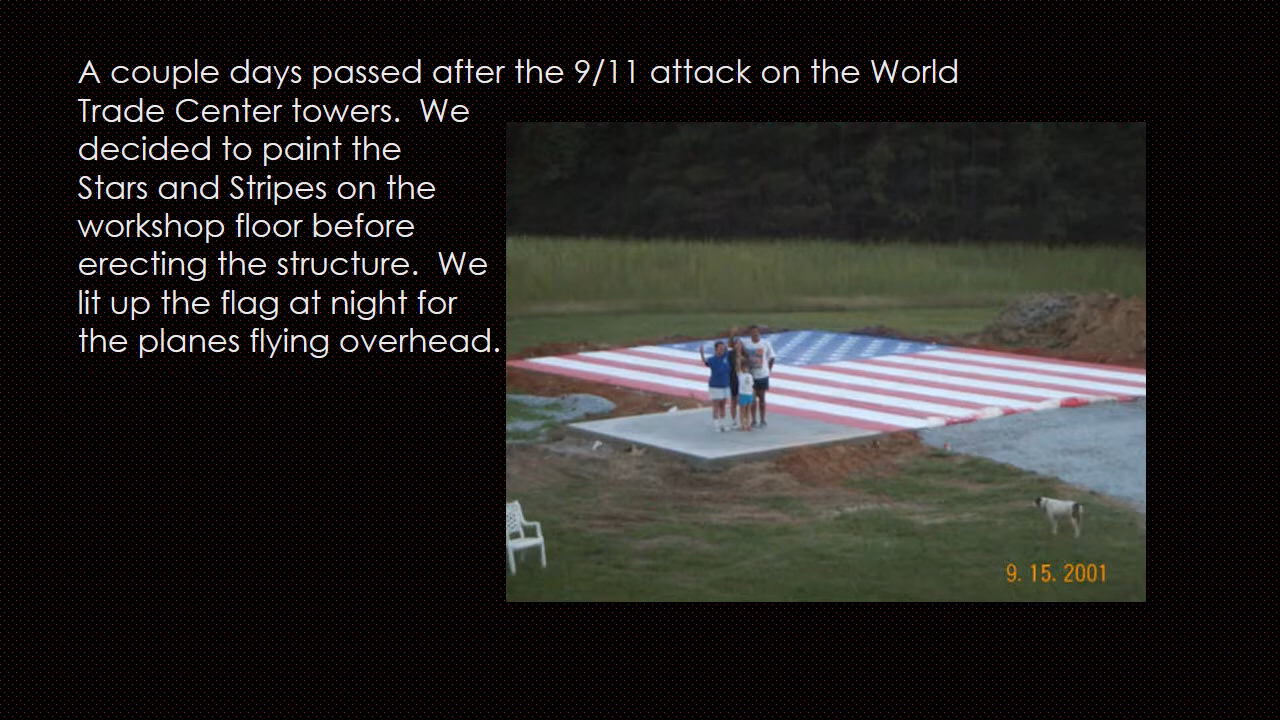 A couple days passed after the 9/11 attack on the World
Trade Center towers.  We
decided to paint the
Stars and Stripes on the
workshop floor before
erecting the structure.  We
lit up the flag at night for
the planes flying overhead.
9. 15. 2001